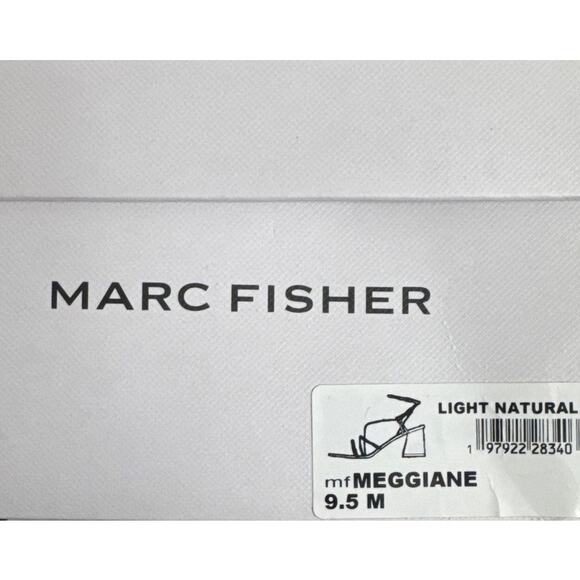 MARC FISHER
LIGHT NATURAL
1 97922 28340
mfMEGGIANE
9.5 M